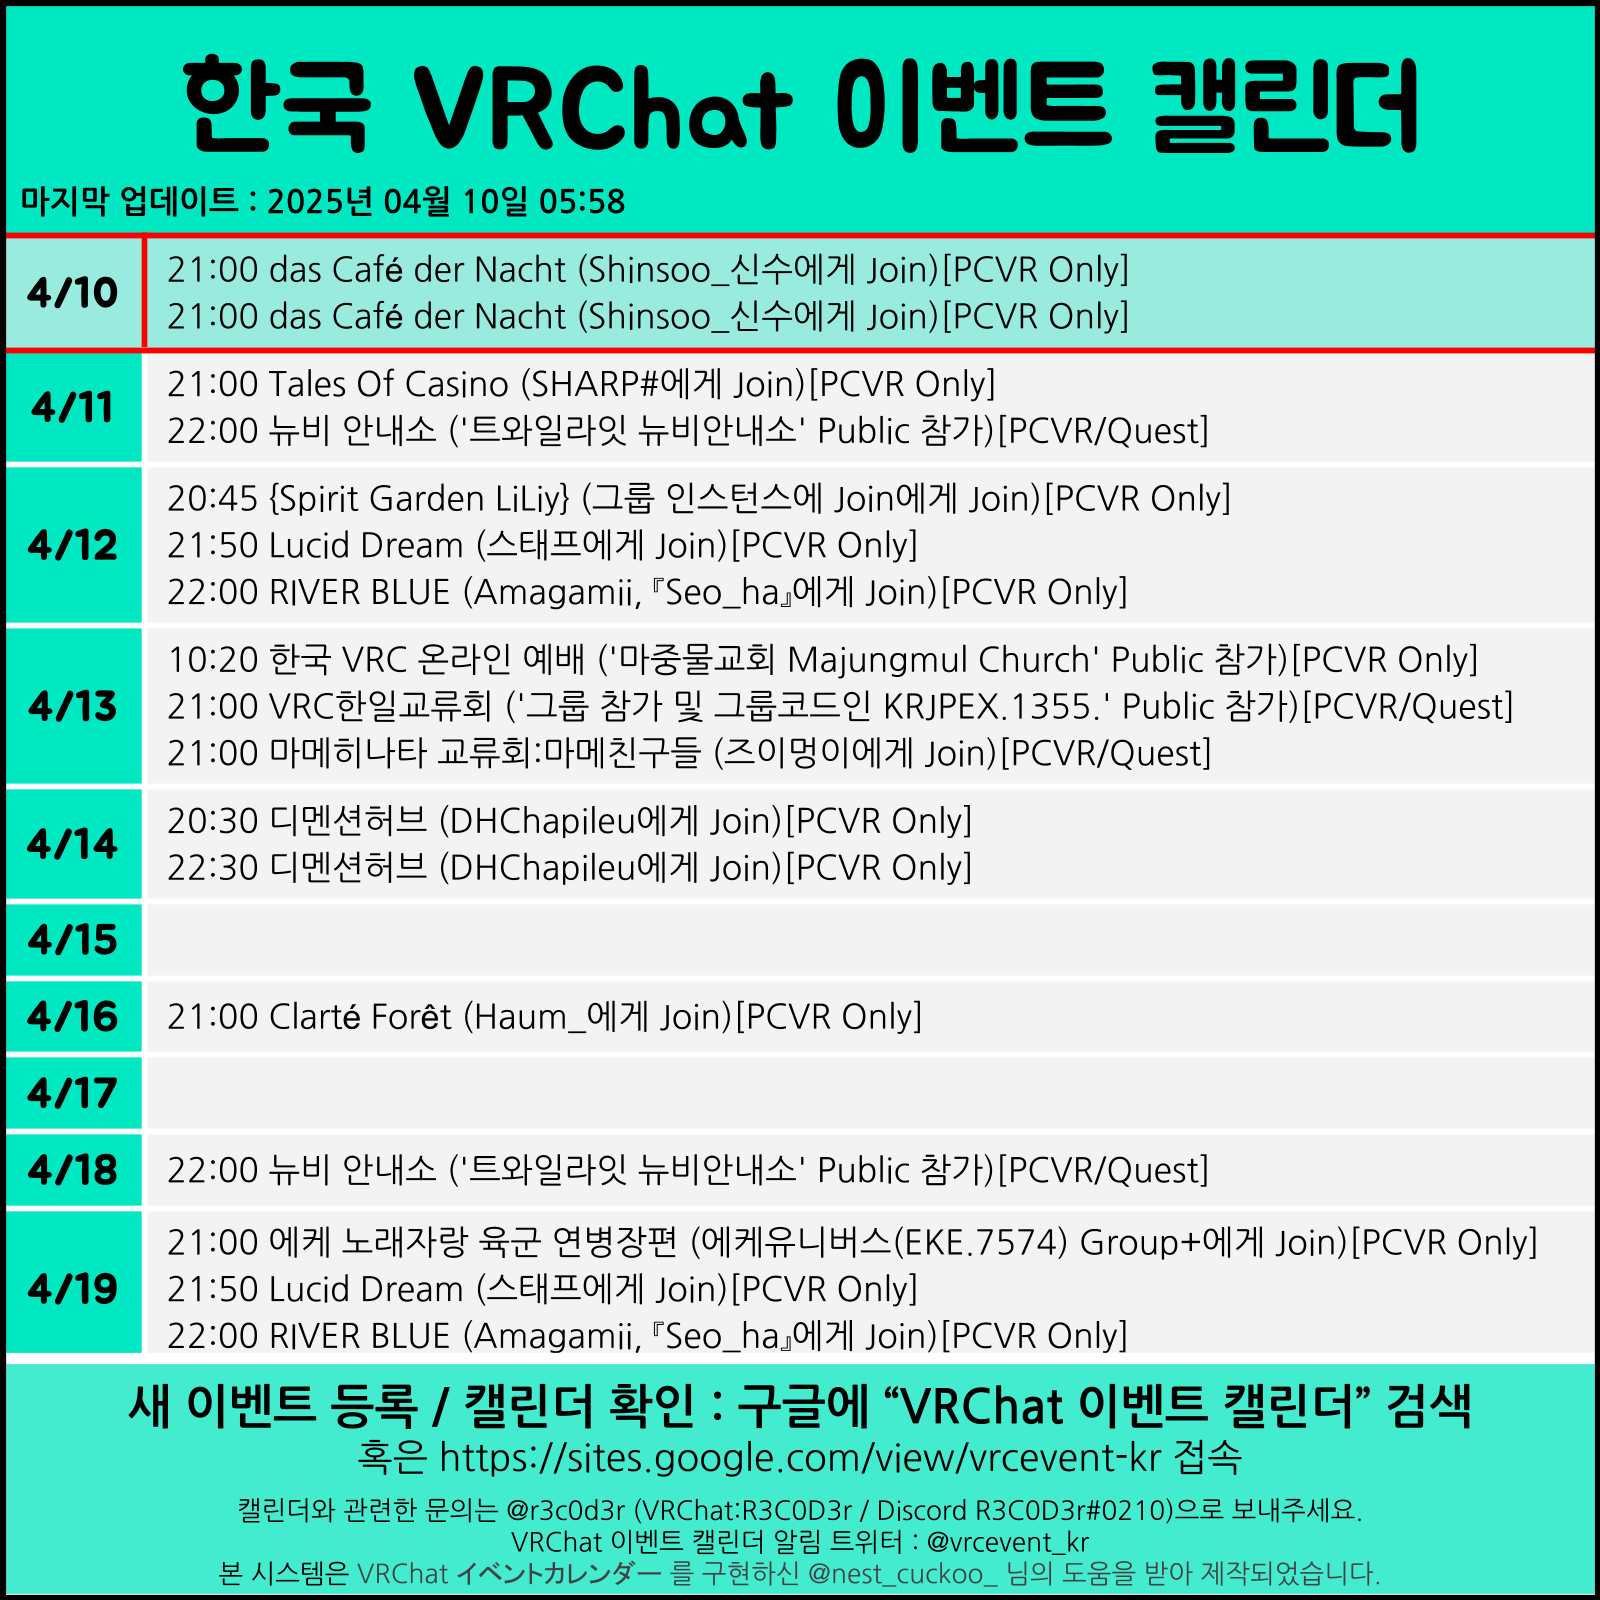 한국 VRChat 이벤트 캘린더
마지막 업데이트 : 2025년 04월 10일 05:58
4/10
21:00 das Café der Nacht (Shinsoo_신수에게 Join)[PCVR Only]
21:00 das Café der Nacht (Shinsoo_신수에게 Join)[PCVR Only]
4/11
21:00 Tales Of Casino (SHARP#에게 Join)[PCVR Only]
22:00 뉴비 안내소 ('트와일라잇 뉴비안내소' Public 참가)[PCVR/Quest]
4/12
20:45 {Spirit Garden LiLiy} (그룹 인스턴스에 Join에게 Join)[PCVR Only]
21:50 Lucid Dream (스태프에게 Join)[PCVR Only]
22:00 RIVER BLUE (Amagamii,『Seo_ha』에게 Join)[PCVR Only]
4/13
10:20 한국 VRC 온라인 예배 ('마중물교회 Majungmul Church' Public 참가)[PCVR Only]
21:00 VRC한일교류회 ('그룹 참가 및 그룹코드인 KRJPEX.1355.' Public 참가)[PCVR/Quest]
21:00 마메히나타 교류회:마메친구들 (즈이멍이에게 Join)[PCVR/Quest]
4/14
20:30 디멘션허브 (DHChapileu에게 Join)[PCVR Only]
22:30 디멘션허브 (DHChapileu에게 Join)[PCVR Only]
4/15
4/16
21:00 Clarté Forêt (Haum_에게 Join)[PCVR Only]
4/17
4/18
22:00 뉴비 안내소 ('트와일라잇 뉴비안내소' Public 참가)[PCVR/Quest]
4/19
21:00 에케 노래자랑 육군 연병장편 (에케유니버스(EKE.7574) Group+에게 Join)[PCVR Only]
21:50 Lucid Dream (스태프에게 Join)[PCVR Only]
22:00 RIVER BLUE (Amagamii,『Seo_ha』에게 Join)[PCVR Only]
새 이벤트 등록 / 캘린더 확인 : 구글에 “VRChat 이벤트 캘린더” 검색
혹은 https://sites.google.com/view/vrcevent-kr 접속
캘린더와 관련한 문의는 @r3c0d3r (VRChat:R3C0D3r / Discord R3C0D3r#0210)으로 보내주세요.
VRChat 이벤트 캘린더 알림 트위터 : @vrcevent_kr
본 시스템은 VRChat イベントカレンダー 를 구현하신 @nest_cuckoo_ 님의 도움을 받아 제작되었습니다.